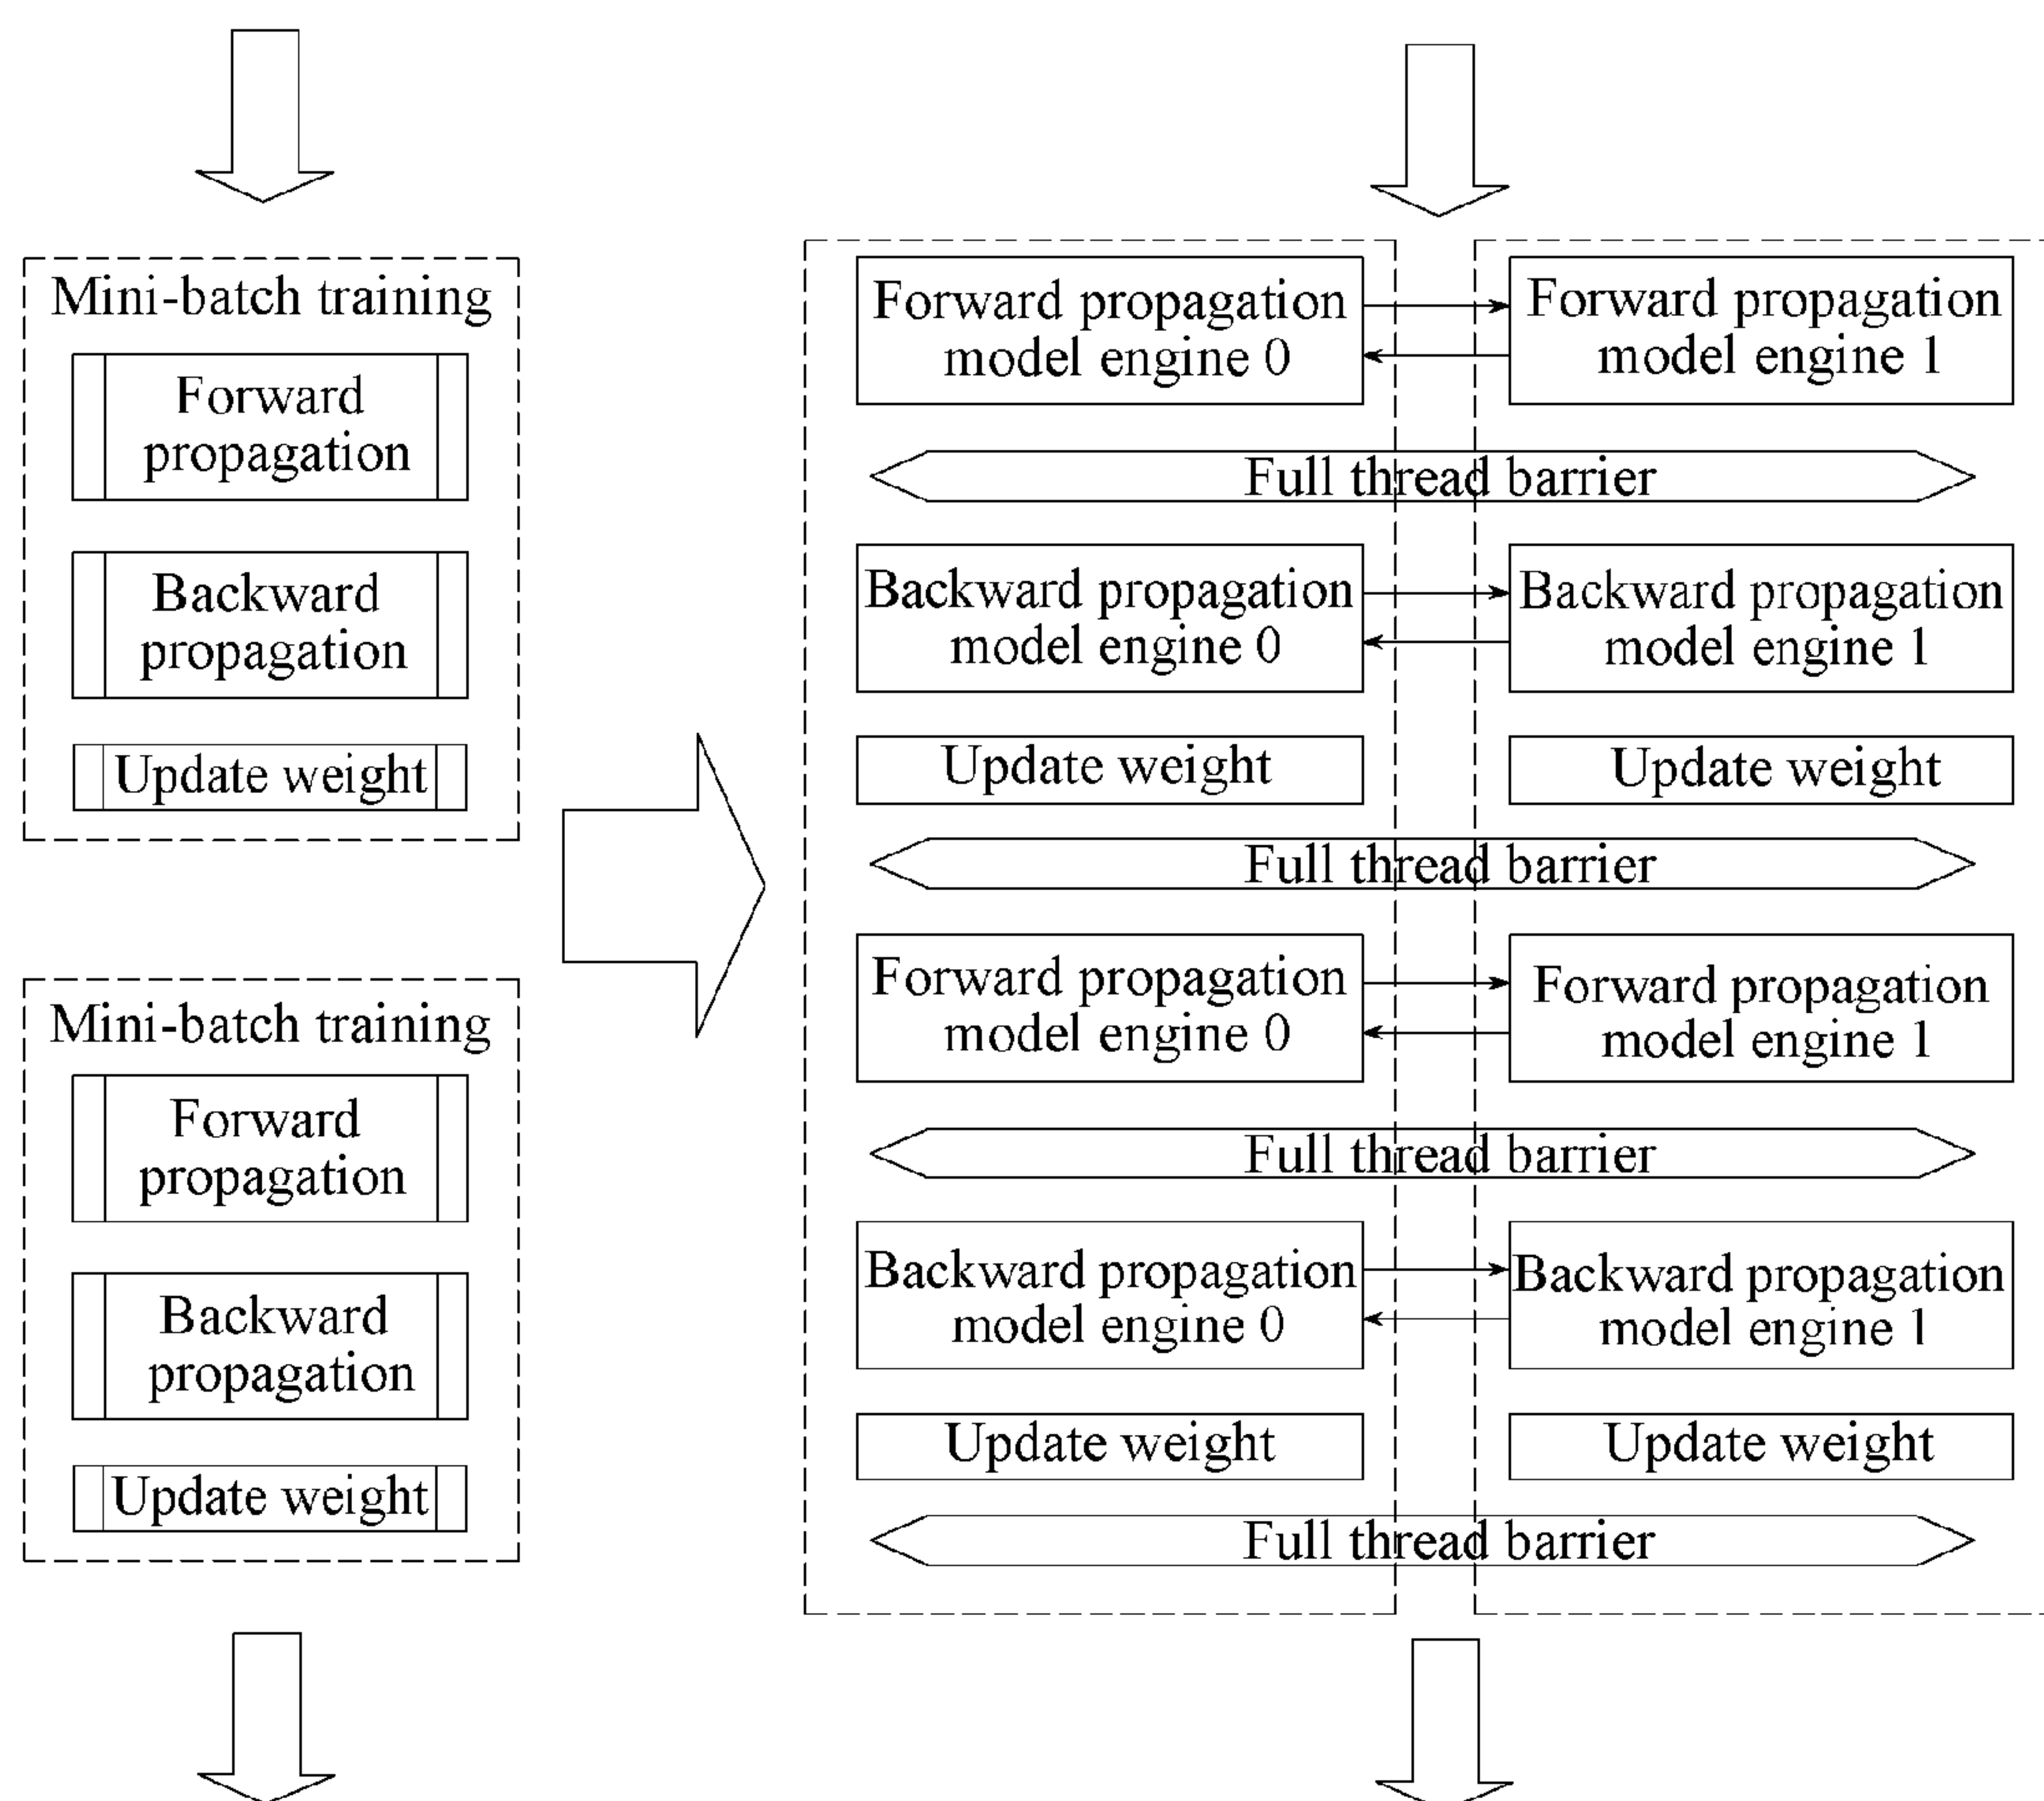 Mini-batch training
Forward
propagation
Backward
propagation
Update weight
Mini-batch training
Forward
propagation
Backward
propagation
Update weight
Forward propagation
model engine 0
Forward propagation
model engine 1
Full thread barrier
Backward propagation
model engine 0
Backward propagation
model engine 1
Update weight
Update weight
Full thread barrier
Forward propagation
model engine 0
Forward propagation
model engine 1
Full thread barrier
Backward propagation
model engine 0
Backward propagation
model engine 1
Update weight
Update weight
Full thread barrier